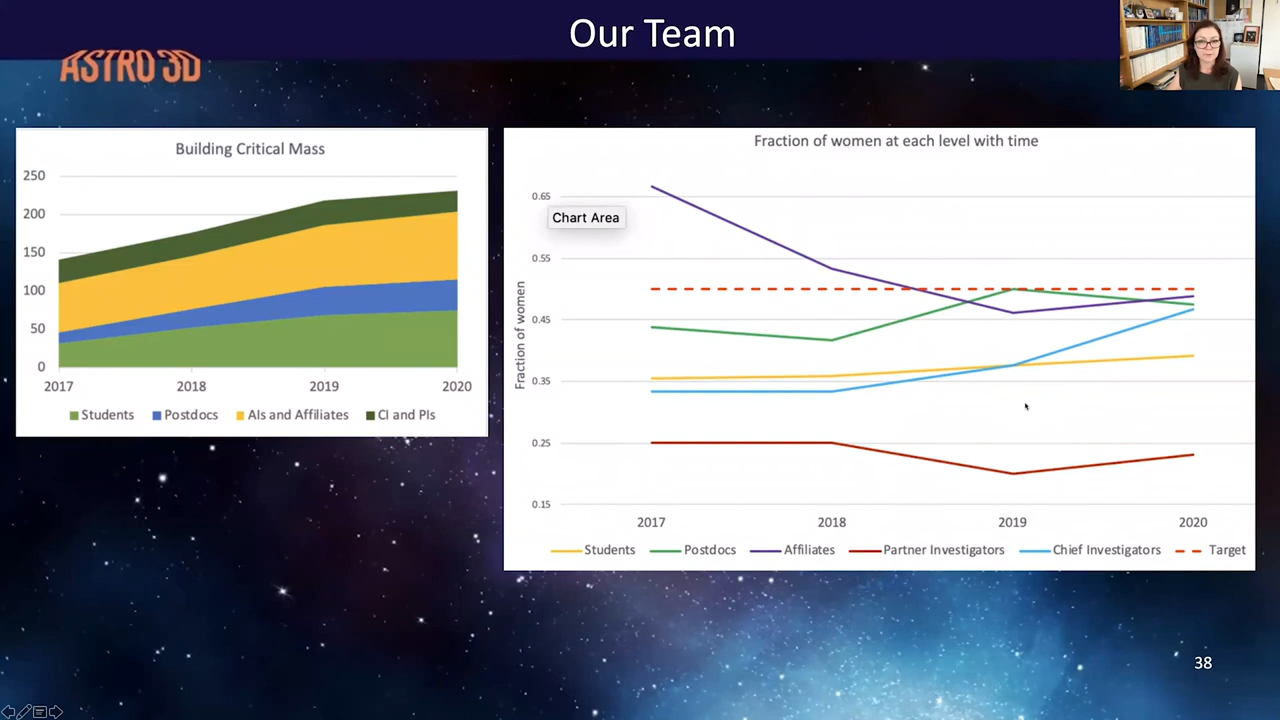 Our Team
ASTRO 3D
Building Critical Mass
250
200
150
100
50
0
2017 2018 2019 2020
Students Postdocs AIs and Affiliates CI and PIs
Fraction of women at each level with time
Chart Area
Fraction of women
0.65
0.55
0.45
0.35
0.25
0.15
2017 2018 2019 2020
Students Postdocs Affiliates Partner Investigators Chief Investigators Target
38